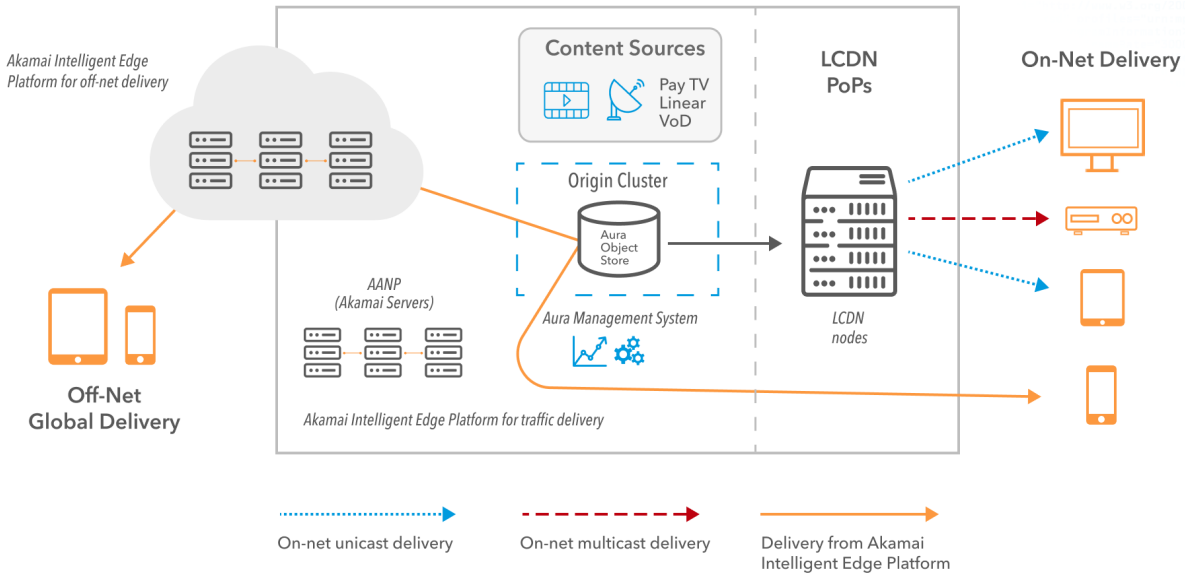 Akamai Intelligent Edge
Platform for off-net delivery
Content Sources
Pay TV
Linear
VoD
LCDN
PoPs
On-Net Delivery
Origin Cluster
Aura
Object
Store
AANP
(Akamai Servers)
Aura Management System
LCDN
nodes
Off-Net
Global Delivery
Akamai Intelligent Edge Platform for traffic delivery
On-net unicast delivery
On-net multicast delivery
Delivery from Akamai
Intelligent Edge Platform